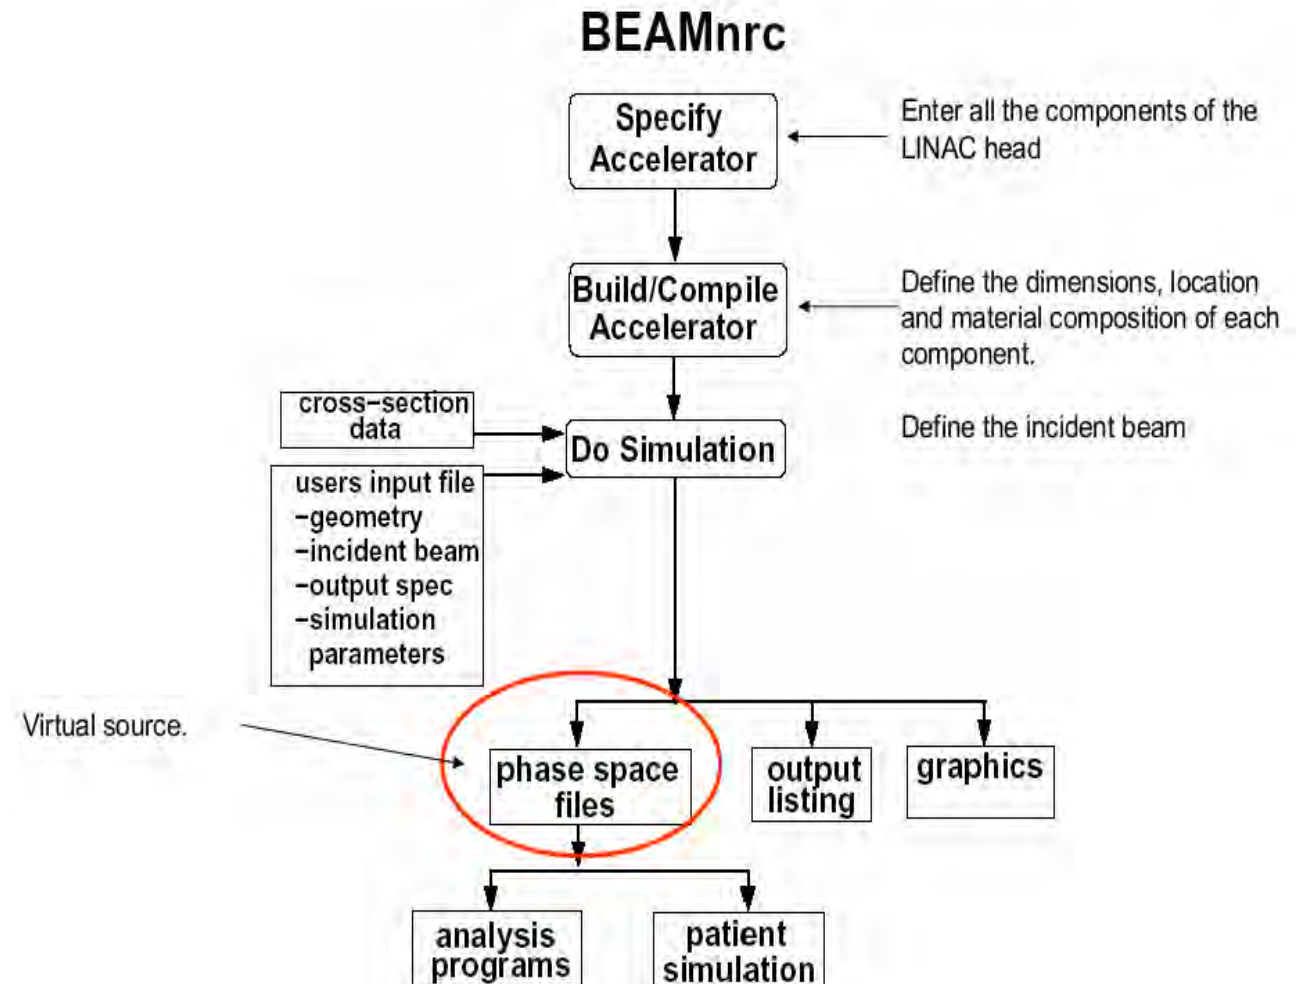 BEAMnrc
Specify
Accelerator
Enter all the components of the
LINAC head
Build/Compile
Accelerator
Define the dimensions, location
and material composition of each
component.
cross−section
data
Do Simulation
Define the incident beam
users input file
−geometry
−incident beam
−output spec
−simulation
parameters
Virtual source.
phase space
files
output
listing
graphics
analysis
programs
patient
simulation